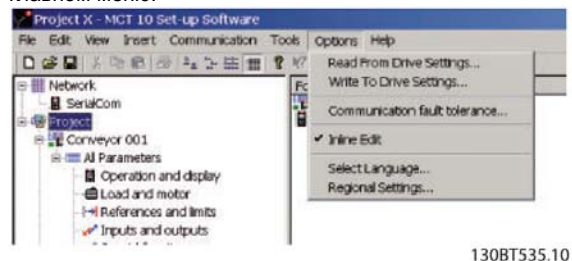 Project X - MCT 10 Set-up Software
File Edit View Insert Communication Tools Options Help
Network
SerialCom
Project
Conveyor 001
All Parameters
Operation and display
Load and motor
References and limits
Inputs and outputs
Read From Drive Settings...
Write To Drive Settings...
Communication fault tolerance...
Inline Edit
Select Language...
Regional Settings...
130BT535.10